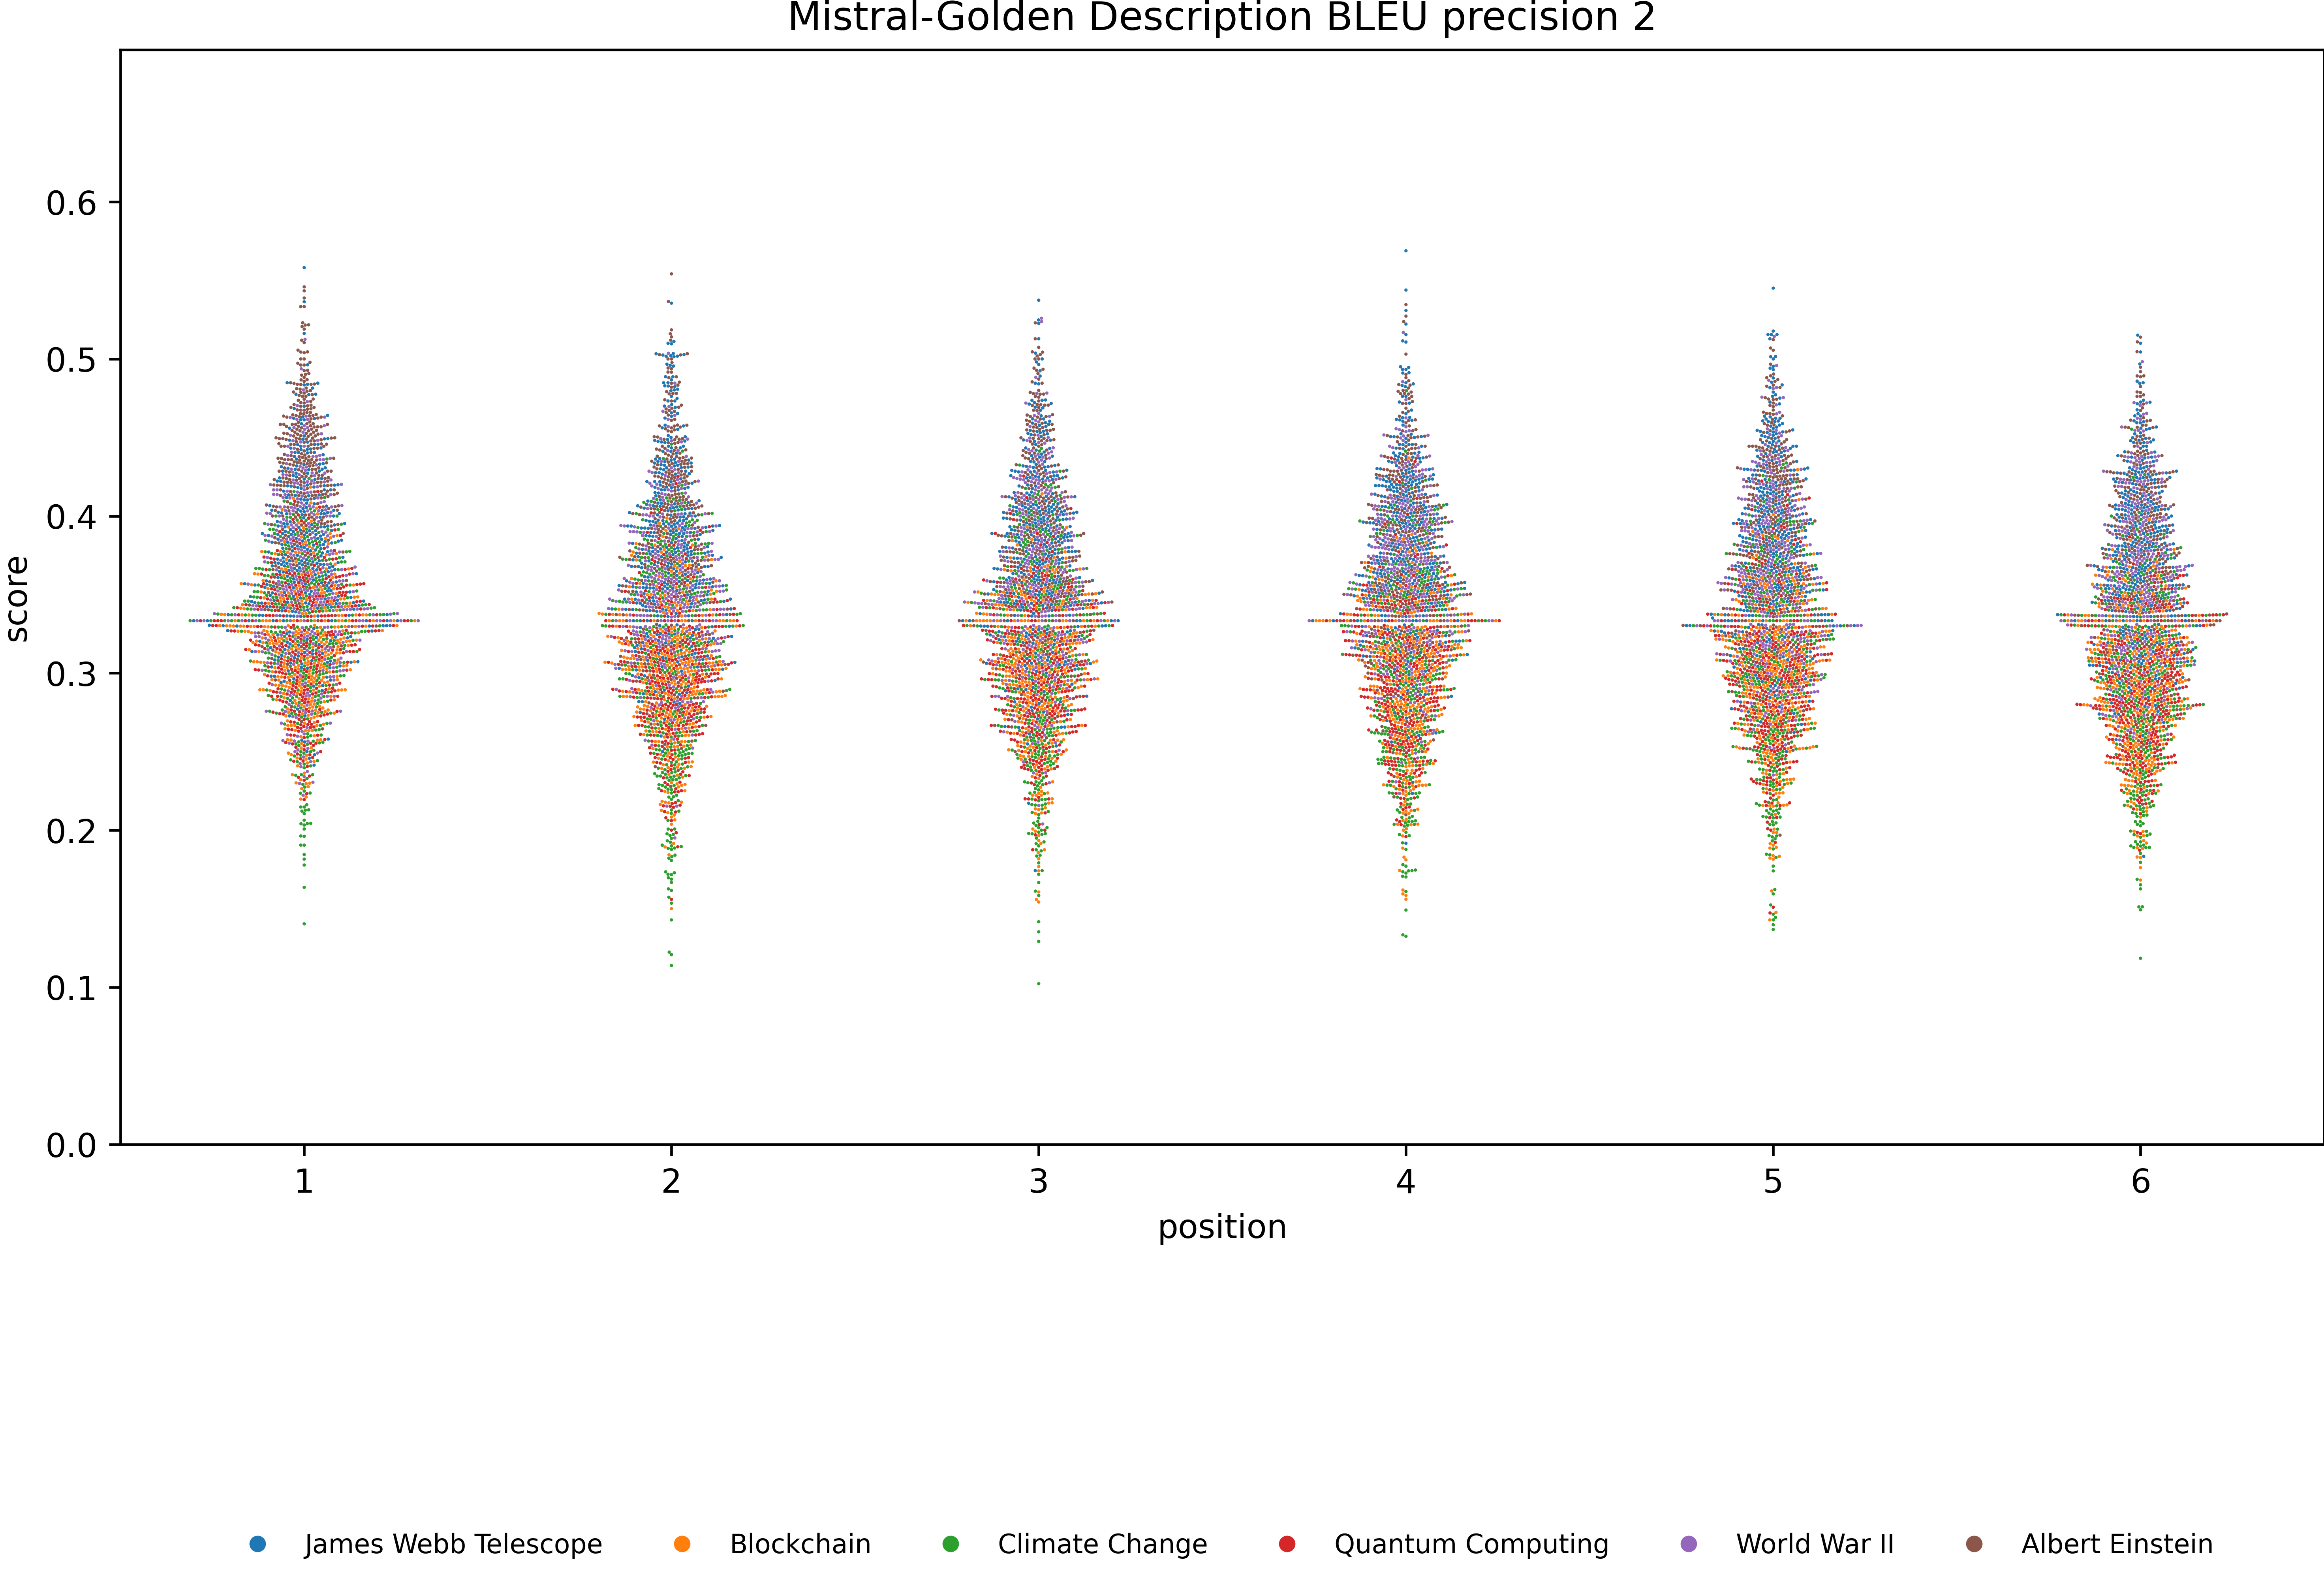 Mistral-Golden Description BLEU precision 2
score
0.6
0.5
0.4
0.3
0.2
0.1
0.0
1 2 3 4 5 6
position
James Webb Telescope Blockchain Climate Change Quantum Computing World War II Albert Einstein